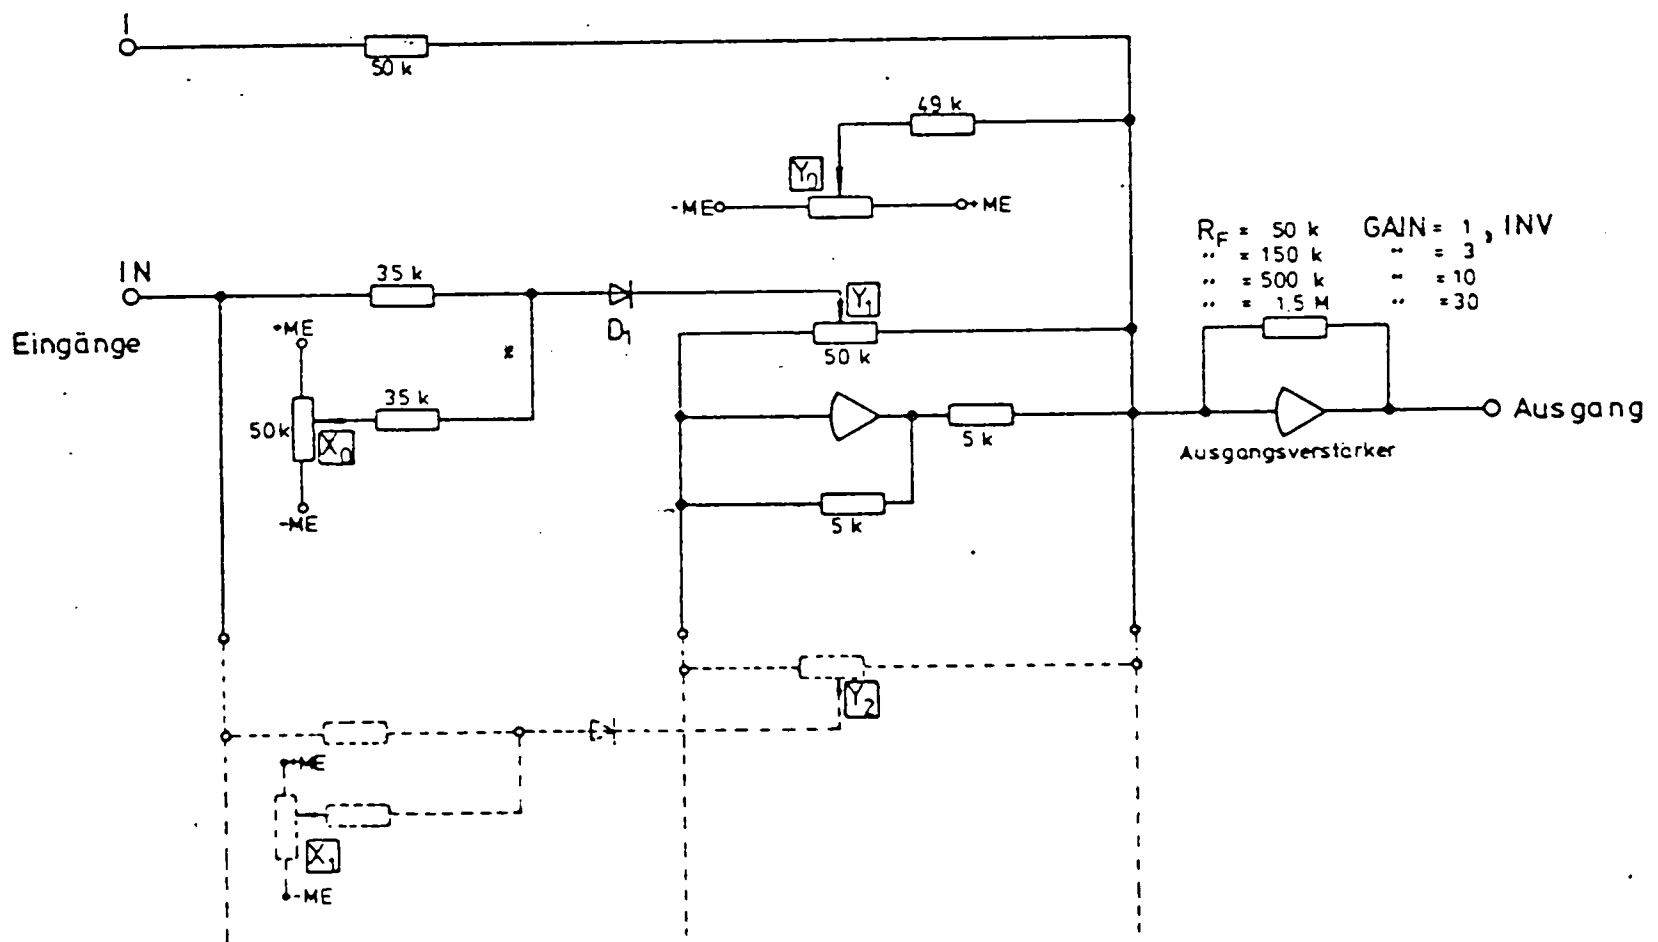 I
50 k
49 k
Y0
-ME
+ME
RF = 50 k GAIN = 1, INV
" = 150 k " = 3
" = 500 k " = 10
" = 1.5 M " = 30
IN
35 k
Y1
Eingänge
+ME
D1
50 k
35 k
50k
X0
-ME
5 k
Ausgang
Ausgangsverstärker
5 k
Y2
+ME
X1
-ME